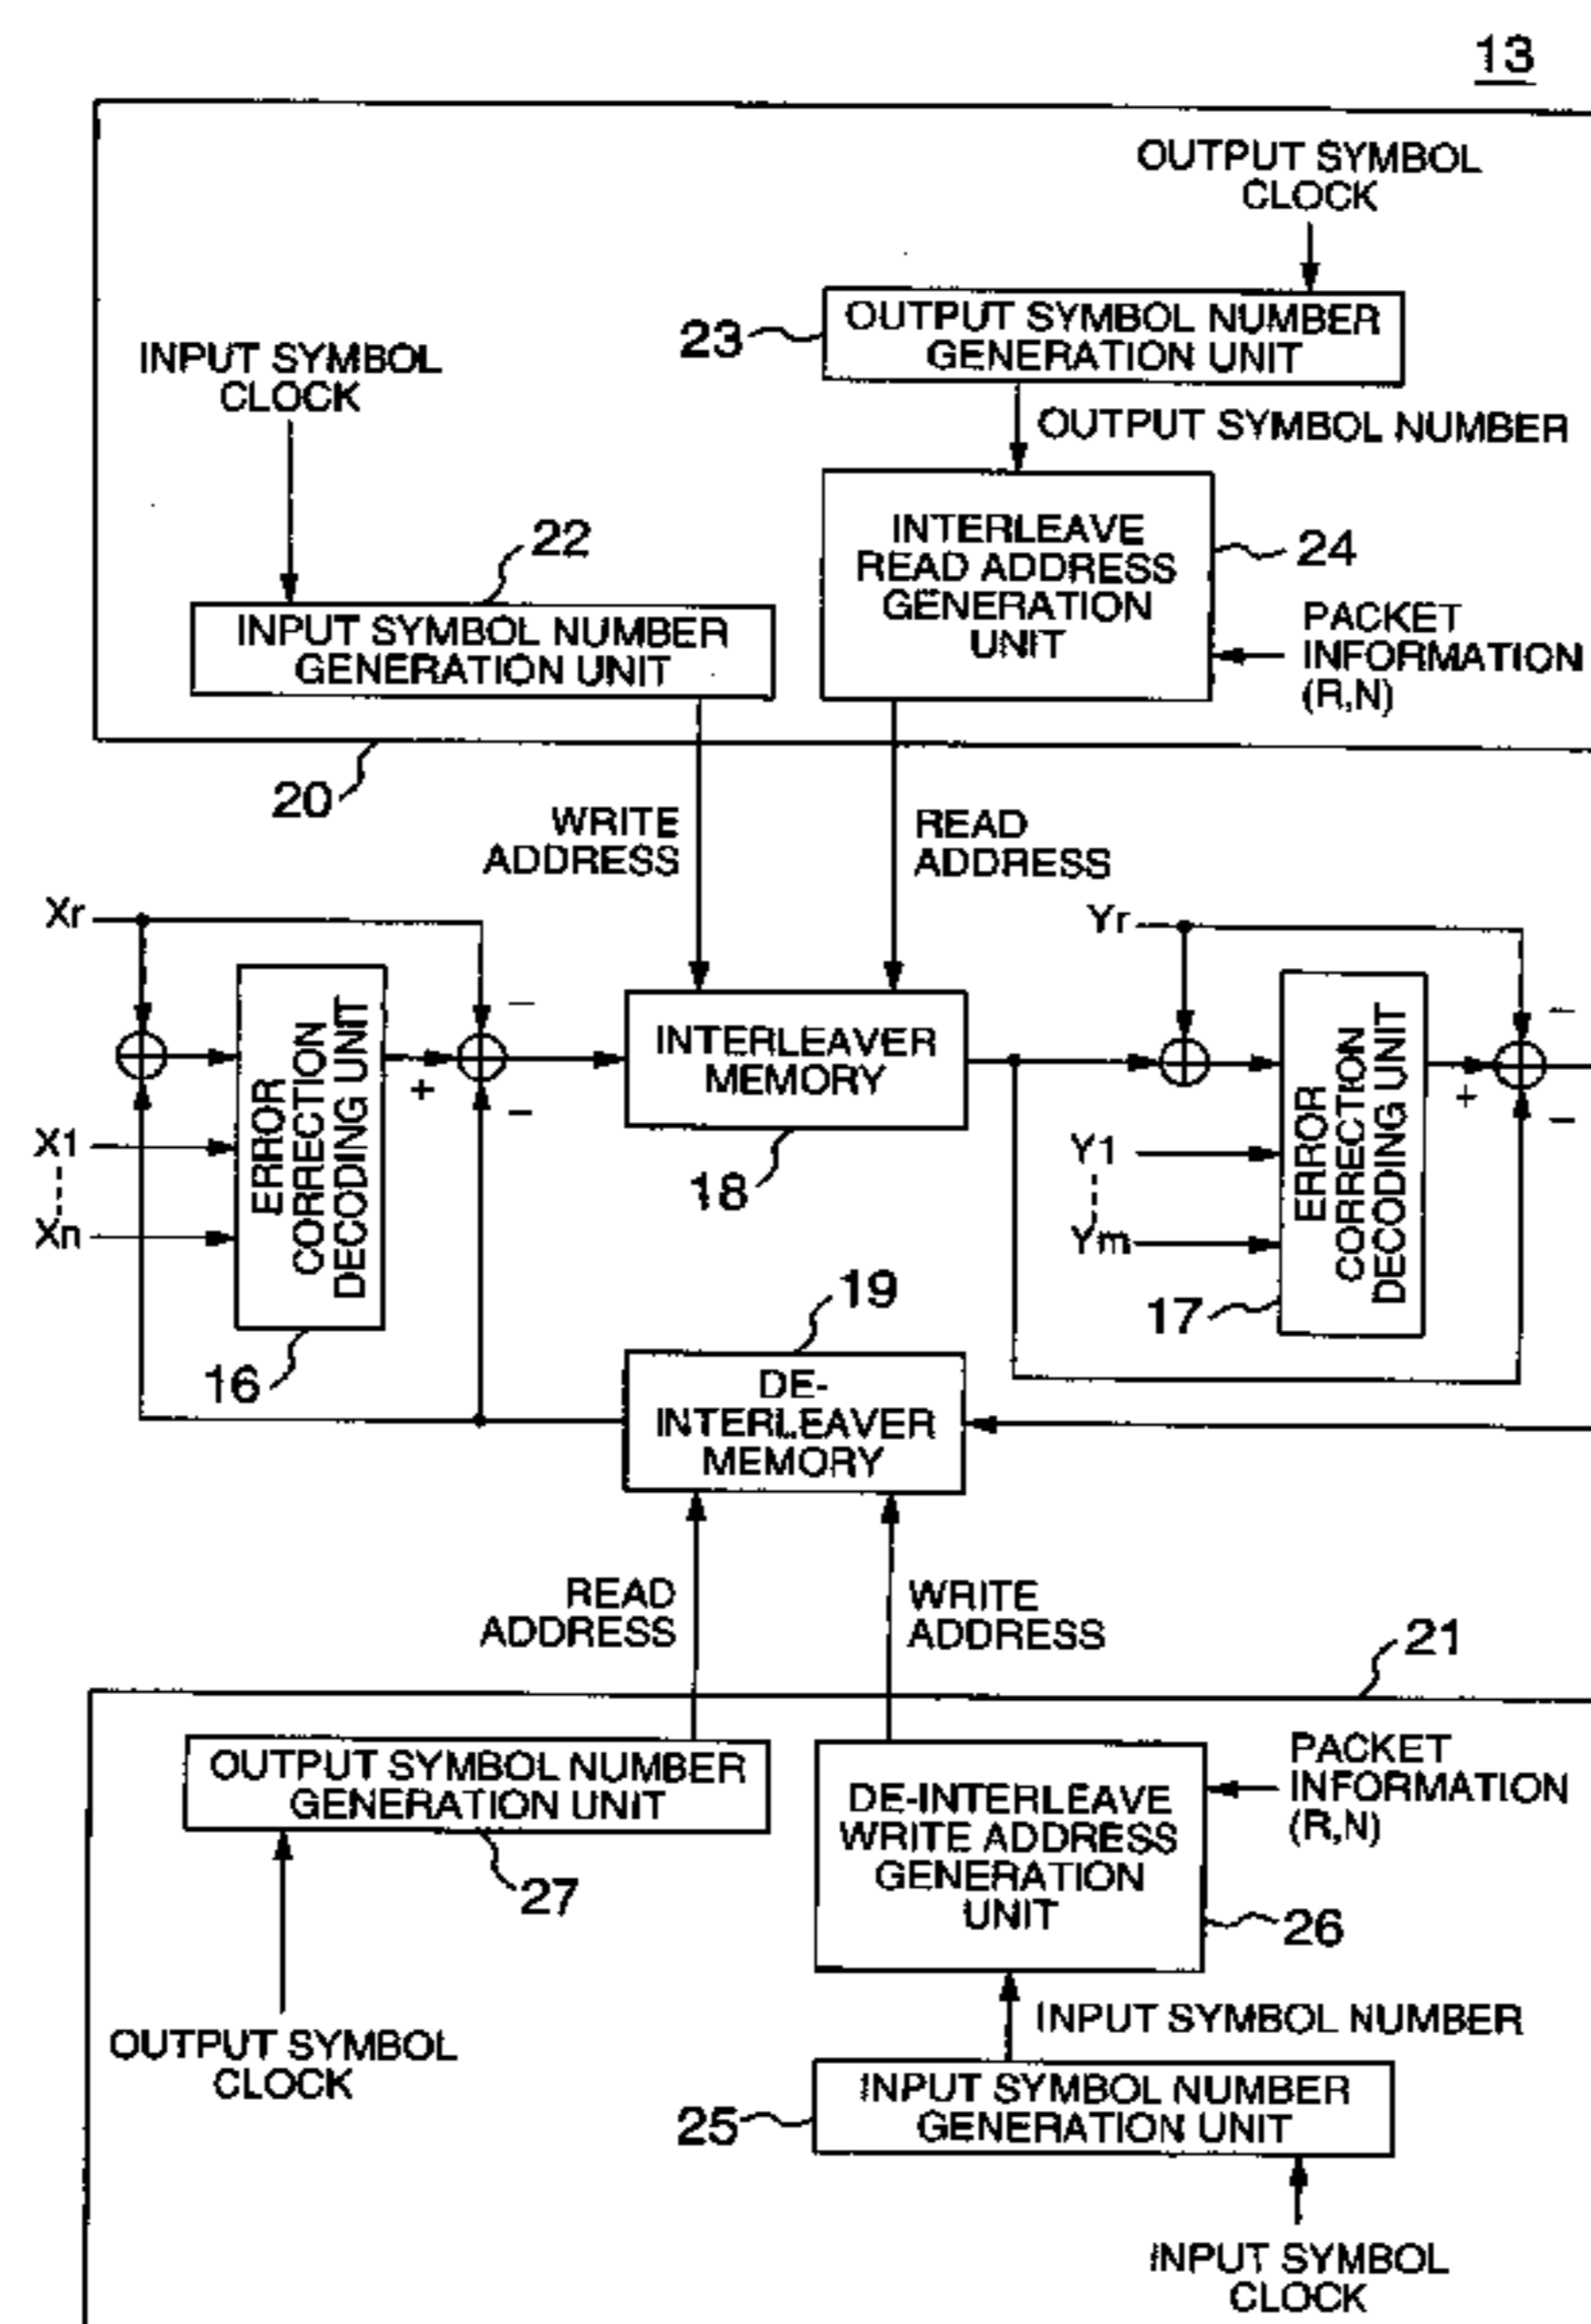 13
OUTPUT SYMBOL
CLOCK
23
OUTPUT SYMBOL NUMBER
GENERATION UNIT
INPUT SYMBOL
CLOCK
OUTPUT SYMBOL NUMBER
22
INTERLEAVE
READ ADDRESS
GENERATION
UNIT
24
INPUT SYMBOL NUMBER
GENERATION UNIT
PACKET
INFORMATION
(R,N)
20
WRITE
ADDRESS
READ
ADDRESS
Xr
Yr
−
−
INTERLEAVER
MEMORY
ERROR
CORRECTION
DECODING UNIT
ERROR
CORRECTION
DECODING UNIT
+
+
−
−
X1
Xn
18
Y1
Ym
19
17
16
DE-
INTERLEAVER
MEMORY
READ
ADDRESS
WRITE
ADDRESS
21
OUTPUT SYMBOL NUMBER
GENERATION UNIT
PACKET
INFORMATION
(R,N)
DE-INTERLEAVE
WRITE ADDRESS
GENERATION
UNIT
27
26
INPUT SYMBOL NUMBER
OUTPUT SYMBOL
CLOCK
25
INPUT SYMBOL NUMBER
GENERATION UNIT
INPUT SYMBOL
CLOCK